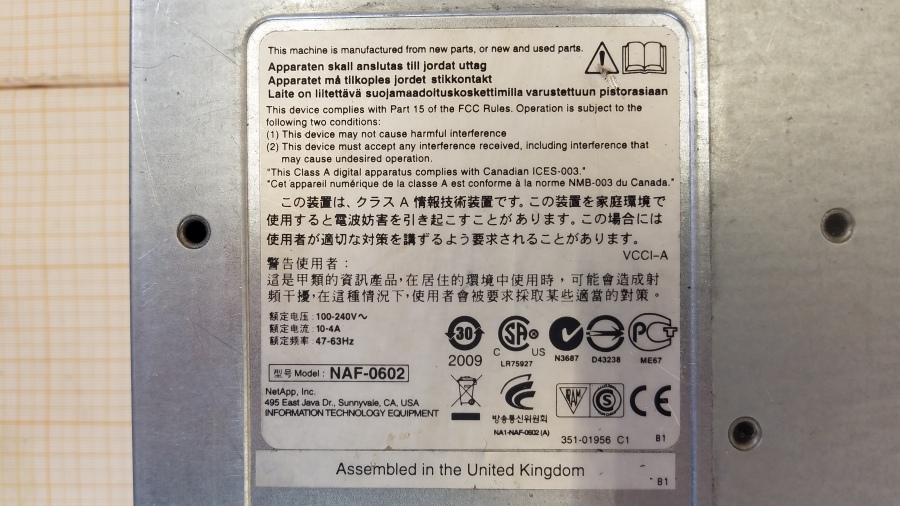 This machine is manufactured from new parts, or new and used parts.
Apparaten skall anslutas till jordat uttag
Apparatet må tilkoples jordet stikkontakt
Laite on liitettävä suojamaadoituskoskettimilla varustettuun pistorasiaan
This device complies with Part 15 of the FCC Rules. Operation is subject to the
following two conditions:
(1) This device may not cause harmful interference
(2) This device must accept any interference received, including interference that
may cause undesired operation.
"This Class A digital apparatus complies with Canadian ICES-003."
"Cet appareil numérique de la classe A est conforme à la norme NMB-003 du Canada."
この装置は、クラス A 情報技術装置です。この装置を家庭環境で
使用すると電波妨害を引き起こすことがあります。この場合には
使用者が適切な対策を講ずるよう要求されることがあります。
VCCI-A
警告使用者:
這是甲類的資訊產品,在居住的環境中使用時，可能會造成射
頻干擾,在這種情況下,使用者會被要求採取某些適當的對策。
额定电压: 100-240V～
额定电流: 10-4A
额定频率: 47-63Hz
30
2009
C SA US
LR75927
N3687
D43238
PCT
ME67
型号 Model: NAF-0602
NetApp, Inc.
495 East Java Dr., Sunnyvale, CA, USA
INFORMATION TECHNOLOGY EQUIPMENT
방송통신위원회
NA1-NAF-0602 (A)
RAM
S
CE
351-01956 C1
B1
Assembled in the United Kingdom
B1